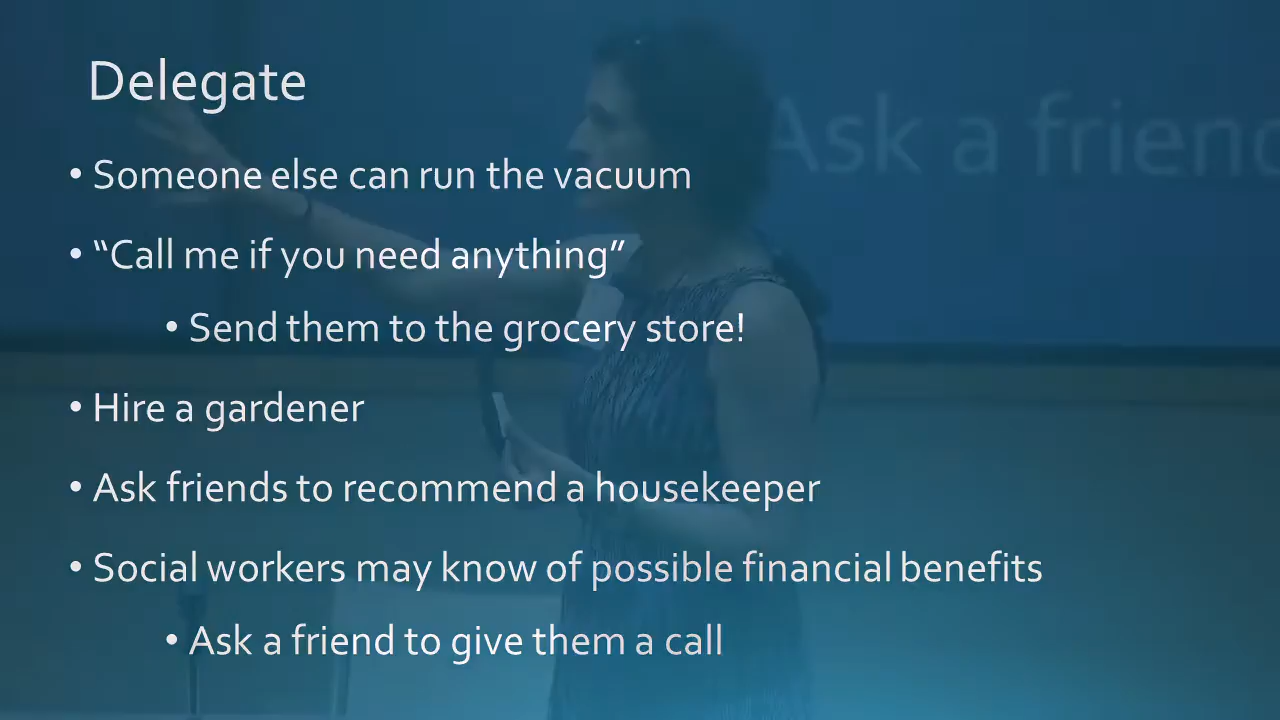 Delegate
• Someone else can run the vacuum
• “Call me if you need anything”
• Send them to the grocery store!
• Hire a gardener
• Ask friends to recommend a housekeeper
• Social workers may know of possible financial benefits
• Ask a friend to give them a call
Ask a friend